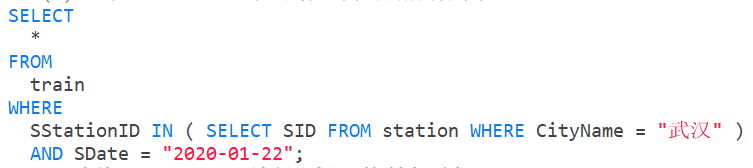 SELECT
*
FROM
train
WHERE
SStationID IN ( SELECT SID FROM station WHERE CityName = "武汉" )
AND SDate = "2020-01-22";